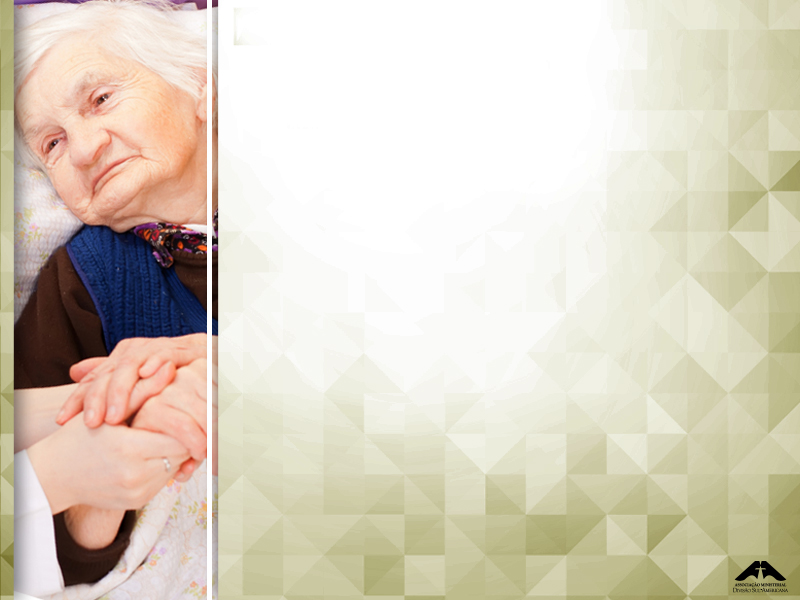 ASSOCIAÇÃO MINISTERIAL
DIVISÃO SUL-AMERICANA